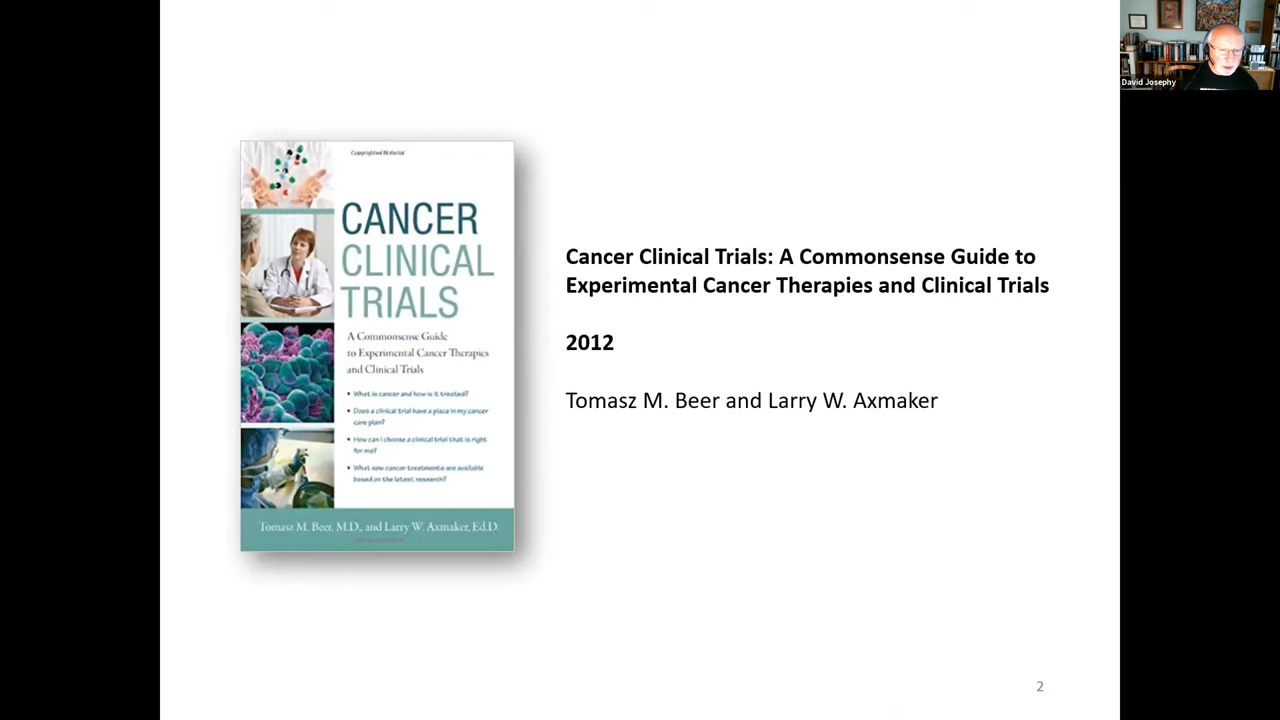 David Josephy
Copyrighted Material
CANCER
CLINICAL
TRIALS
A Commonsense Guide
to Experimental Cancer Therapies
and Clinical Trials
• What is cancer and how is it treated?
• Does a clinical trial have a place in my cancer
care plan?
• How can I choose a clinical trial that is right
for me?
• What new cancer treatments are available
based on the latest research?
Tomasz M. Beer, M.D., and Larry W. Axmaker, Ed.D.
Cancer Clinical Trials: A Commonsense Guide to
Experimental Cancer Therapies and Clinical Trials
2012
Tomasz M. Beer and Larry W. Axmaker
2